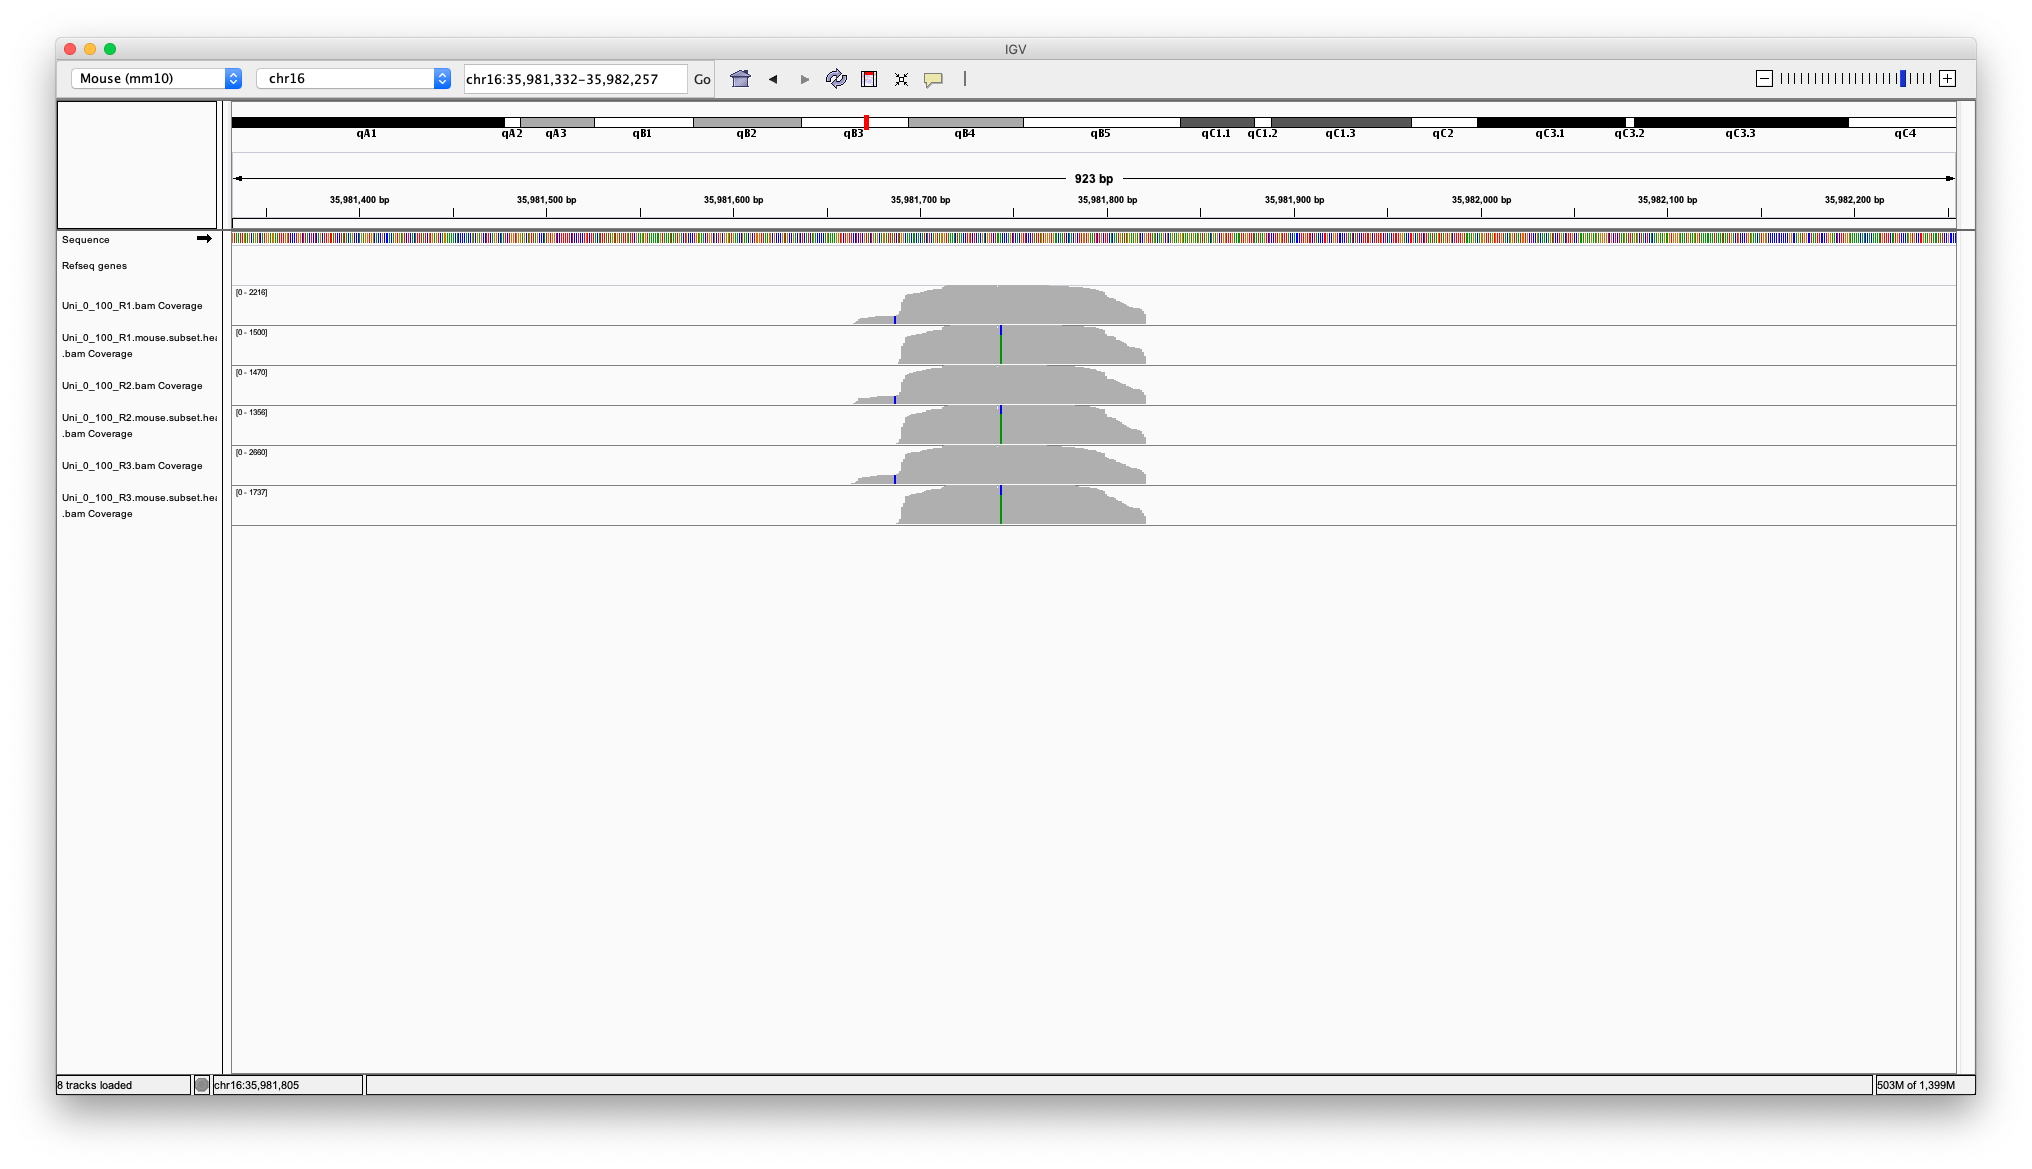 IGV
Mouse (mm10) chr16 chr16:35,981,332-35,982,257 Go
qA1 qA2 qA3 qB1 qB2 qB3 qB4 qB5 qC1.1 qC1.2 qC1.3 qC2 qC3.1 qC3.2 qC3.3 qC4
923 bp
35,981,400 bp 35,981,500 bp 35,981,600 bp 35,981,700 bp 35,981,800 bp 35,981,900 bp 35,982,000 bp 35,982,100 bp 35,982,200 bp
Sequence
Refseq genes
[0 - 2216]
Uni_0_100_R1.bam Coverage
[0 - 1500]
Uni_0_100_R1.mouse.subset.hea
.bam Coverage
[0 - 1470]
Uni_0_100_R2.bam Coverage
[0 - 1356]
Uni_0_100_R2.mouse.subset.hea
.bam Coverage
[0 - 2660]
Uni_0_100_R3.bam Coverage
[0 - 1737]
Uni_0_100_R3.mouse.subset.hea
.bam Coverage
8 tracks loaded chr16:35,981,805 503M of 1,399M